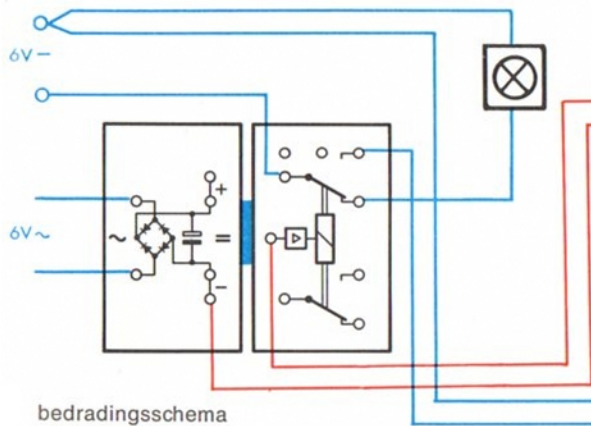 6V –
6V ~
~
+
=
–
bedradingsschema